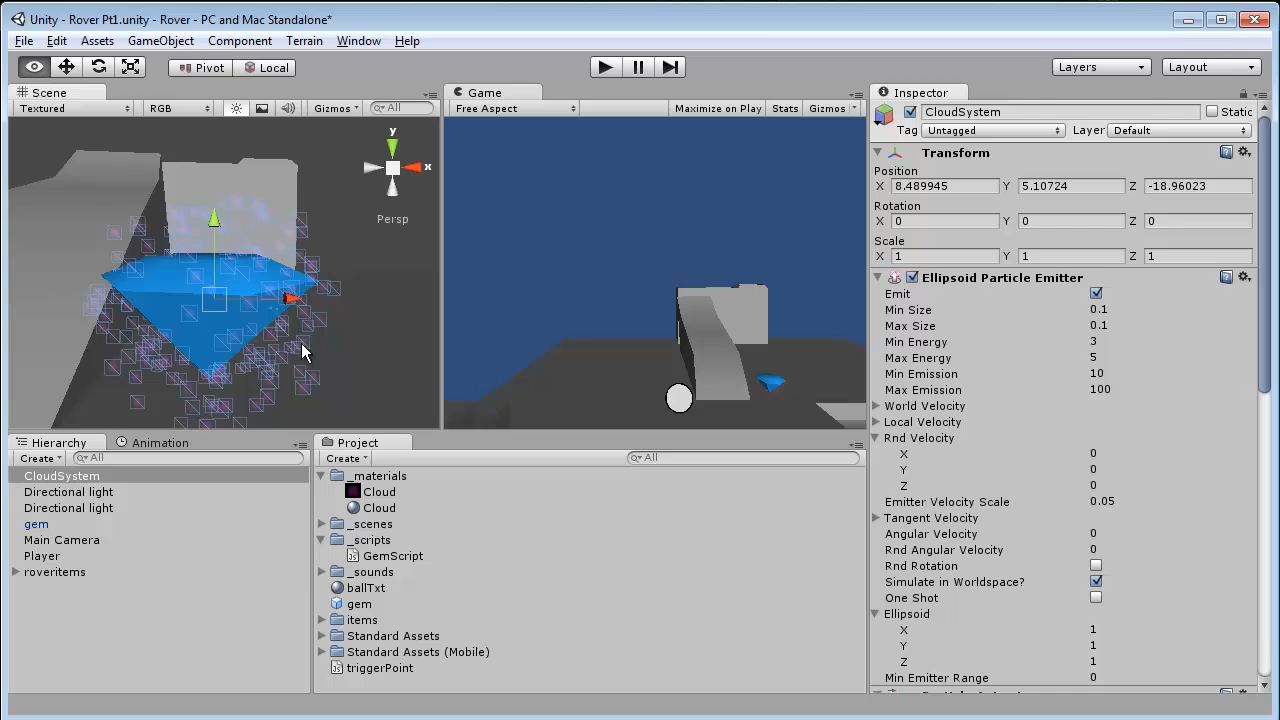 Unity - Rover Pt1.unity - Rover - PC and Mac Standalone*
File Edit Assets GameObject Component Terrain Window Help
Pivot Local Layers Layout
Scene
Textured RGB Gizmos All
y
x
Persp
Game
Free Aspect Maximize on Play Stats Gizmos
Inspector
CloudSystem Static
Tag Untagged Layer Default
Transform
Position
X 8.489945 Y 5.10724 Z -18.96023
Rotation
X 0 Y 0 Z 0
Scale
X 1 Y 1 Z 1
Ellipsoid Particle Emitter
Emit
Min Size 0.1
Max Size 0.1
Min Energy 3
Max Energy 5
Min Emission 10
Max Emission 100
World Velocity
Local Velocity
Rnd Velocity
X 0
Y 0
Z 0
Emitter Velocity Scale 0.05
Tangent Velocity
Angular Velocity 0
Rnd Angular Velocity 0
Rnd Rotation
Simulate in Worldspace?
One Shot
Ellipsoid
X 1
Y 1
Z 1
Min Emitter Range 0
Hierarchy Animation
Create All
CloudSystem
Directional light
Directional light
gem
Main Camera
Player
roveritems
Project
Create All
_materials
Cloud
Cloud
_scenes
_scripts
GemScript
_sounds
ballTxt
gem
items
Standard Assets
Standard Assets (Mobile)
triggerPoint